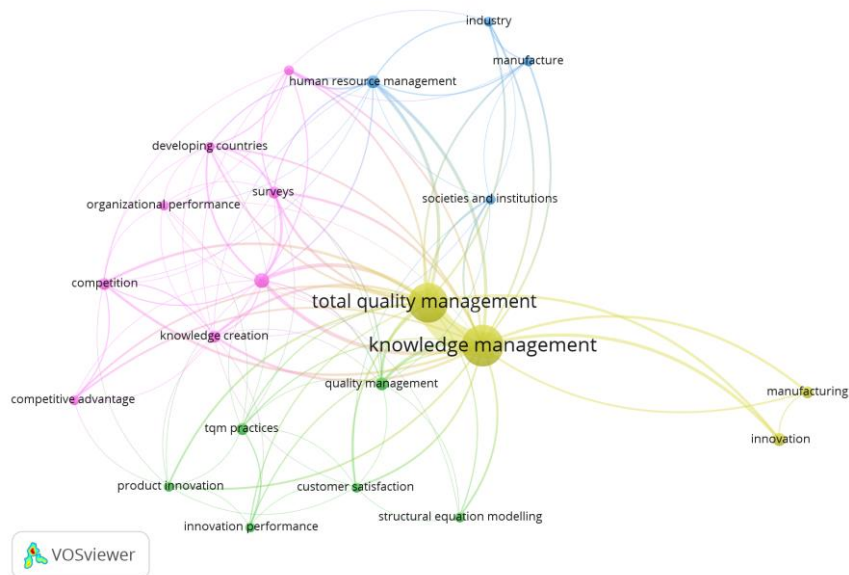 industry
manufacture
human resource management
developing countries
surveys
organizational performance
societies and institutions
competition
total quality management
knowledge creation
knowledge management
quality management
manufacturing
competitive advantage
tqm practices
innovation
product innovation
customer satisfaction
structural equation modelling
innovation performance
VOSviewer